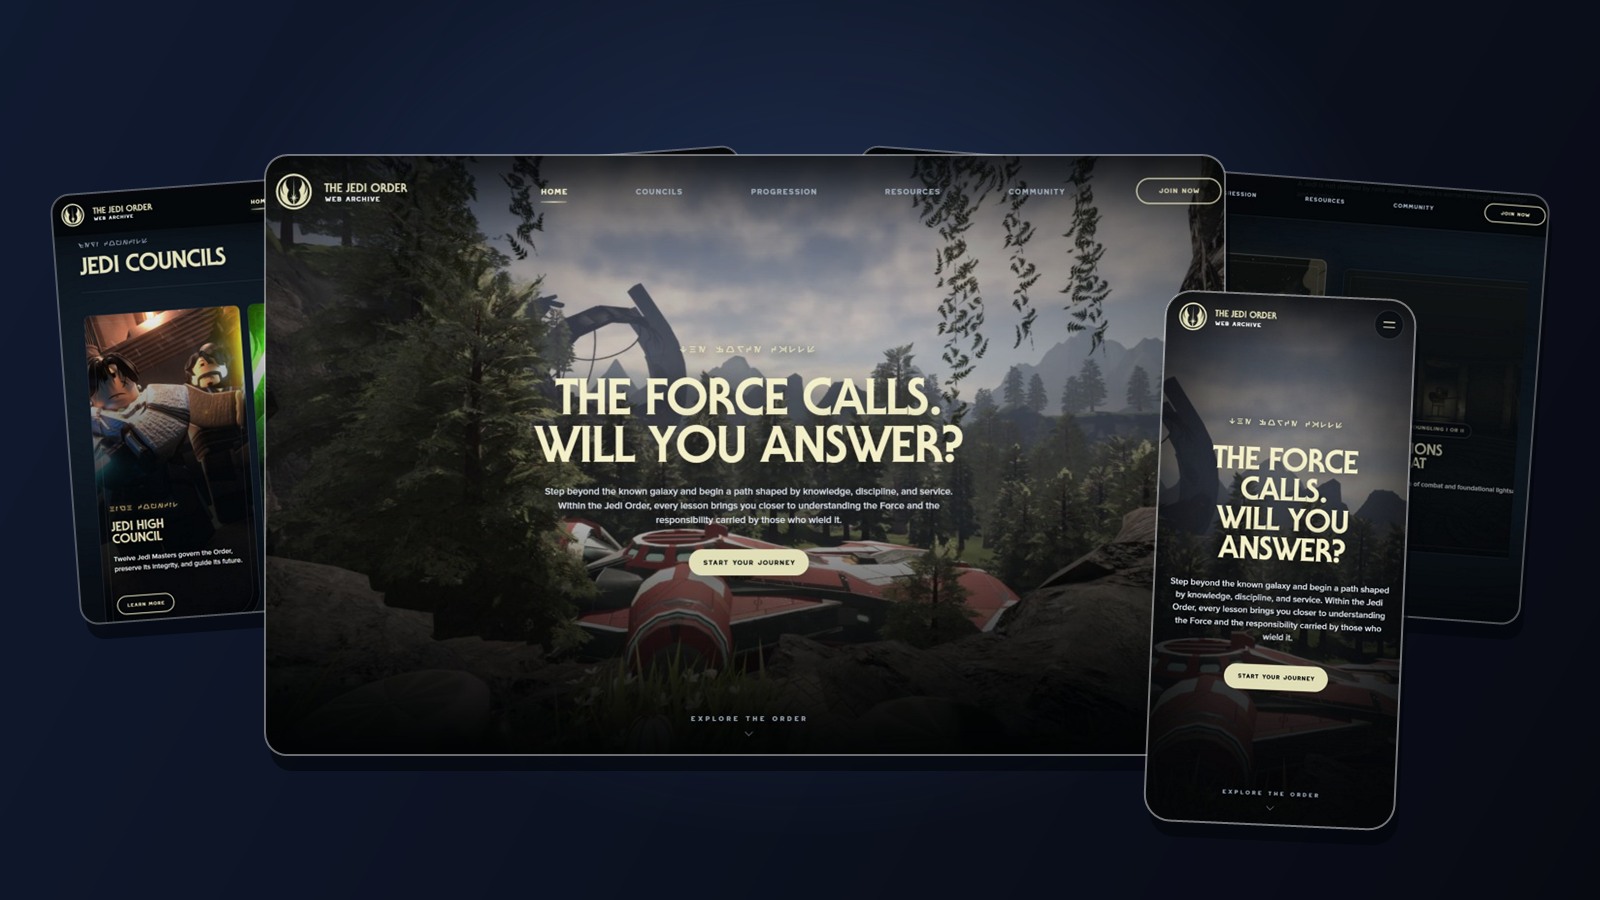 THE JEDI ORDER
WEB ARCHIVE
JEDI COUNCILS
JEDI HIGH
COUNCIL
Twelve Jedi Masters govern the Order,
preserve its integrity, and guide its future.
LEARN MORE
THE JEDI ORDER
WEB ARCHIVE
HOME
COUNCILS
PROGRESSION
RESOURCES
COMMUNITY
JOIN NOW
THE FORCE CALLS.
WILL YOU ANSWER?
Step beyond the known galaxy and begin a path shaped by knowledge, discipline, and service.
Within the Jedi Order, every lesson brings you closer to understanding the Force and the
responsibility carried by those who wield it.
START YOUR JOURNEY
EXPLORE THE ORDER
RESOURCES
COMMUNITY
JOIN NOW
of combat and foundational
THE JEDI ORDER
WEB ARCHIVE
THE FORCE
CALLS.
WILL YOU
ANSWER?
Step beyond the known galaxy and begin a path shaped
by knowledge, discipline, and service. Within the Jedi
Order, every lesson brings you closer to understanding
the Force and the responsibility carried by those who
wield it.
START YOUR JOURNEY
EXPLORE THE ORDER